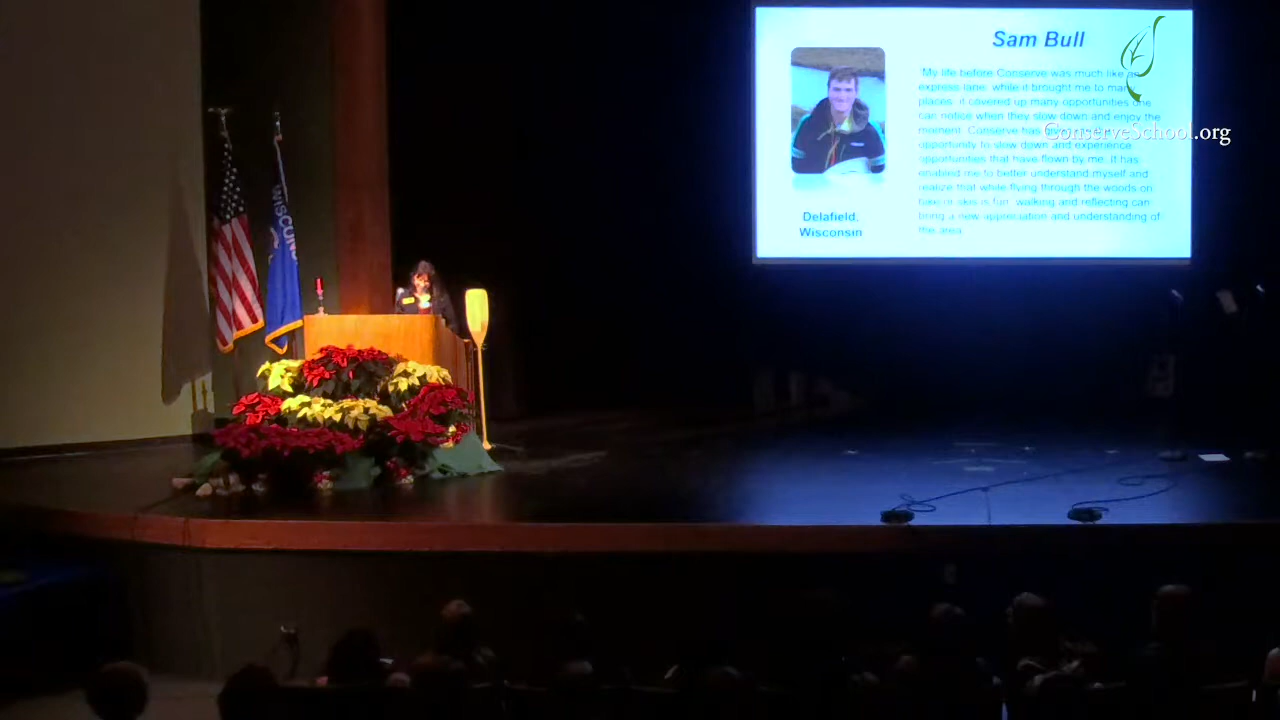 Sam Bull
"My life before Conserve was much like an
express lane, while it brought me to many
places, it covered up many opportunities one
can notice when they slow down and enjoy the
moment. Conserve has
opportunity to slow down and experience
opportunities that have flown by me. It has
enabled me to better understand myself and
realize that while flying through the woods on
bike or skis is fun, walking and reflecting can
bring a new appreciation and understanding of
the area.
Delafield,
Wisconsin
ConserveSchool.org
WISCONS